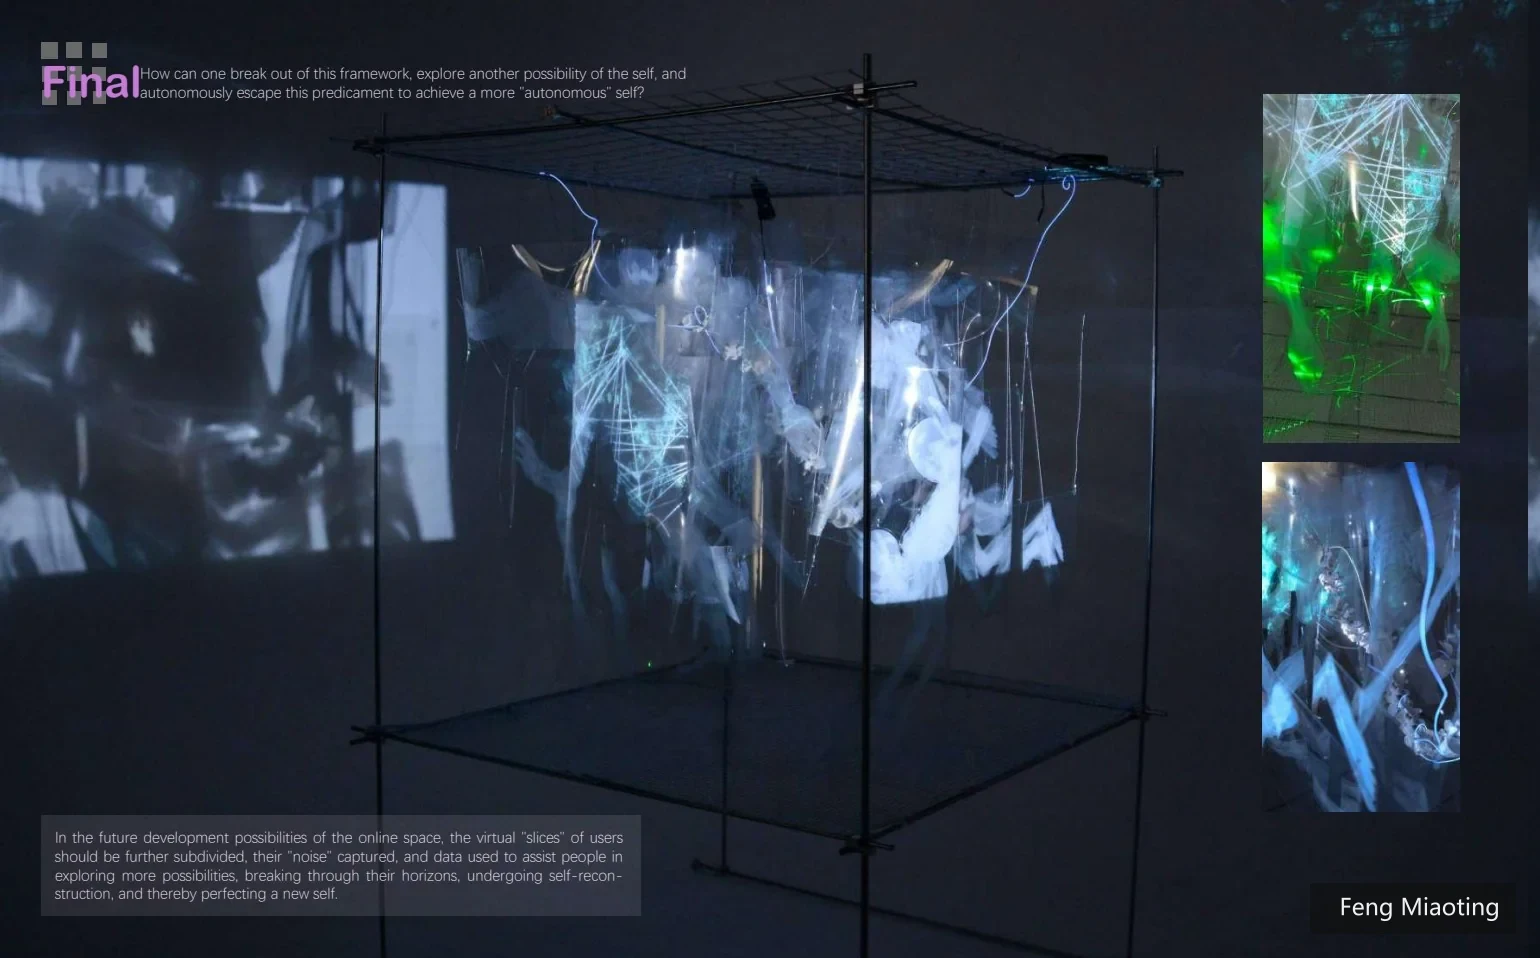 Final
How can one break out of this framework, explore another possibility of the self, and
autonomously escape this predicament to achieve a more "autonomous" self?
In the future development possibilities of the online space, the virtual "slices" of users
should be further subdivided, their "noise" captured, and data used to assist people in
exploring more possibilities, breaking through their horizons, undergoing self-recon-
struction, and thereby perfecting a new self.
Feng Miaoting